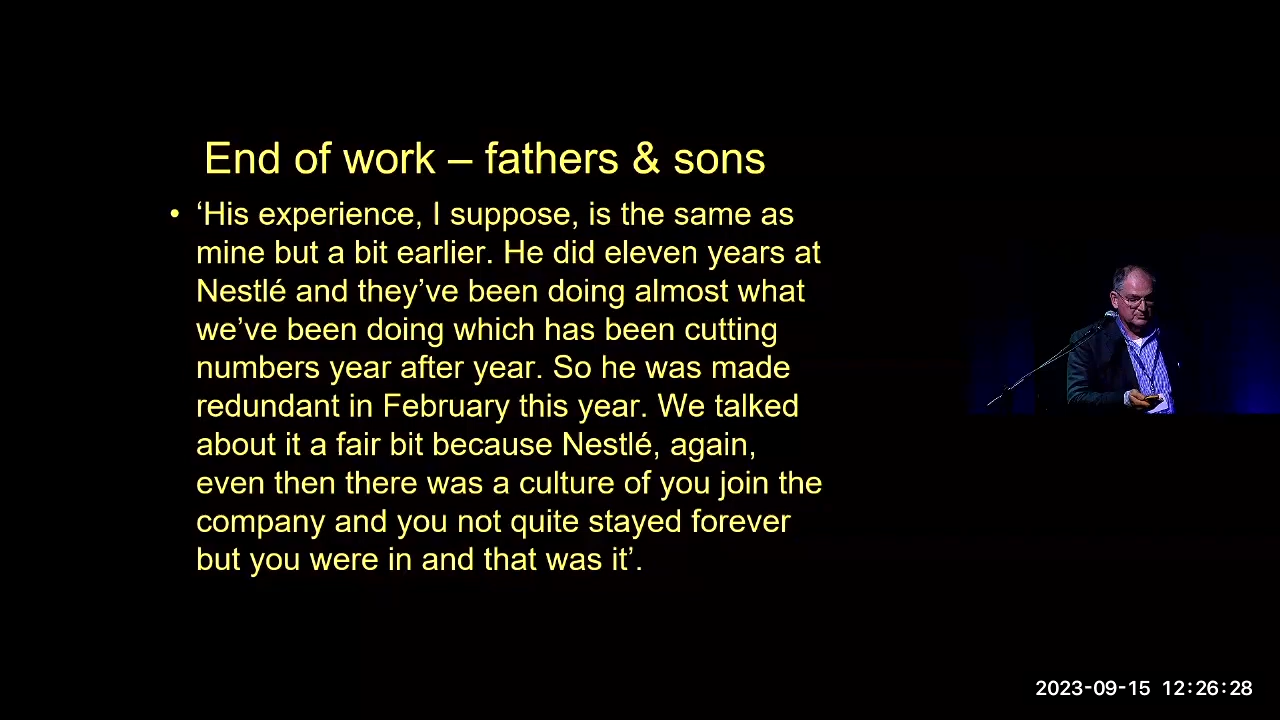 End of work – fathers & sons
• ‘His experience, I suppose, is the same as
mine but a bit earlier. He did eleven years at
Nestlé and they’ve been doing almost what
we’ve been doing which has been cutting
numbers year after year. So he was made
redundant in February this year. We talked
about it a fair bit because Nestlé, again,
even then there was a culture of you join the
company and you not quite stayed forever
but you were in and that was it’.
2023-09-15 12:26:28